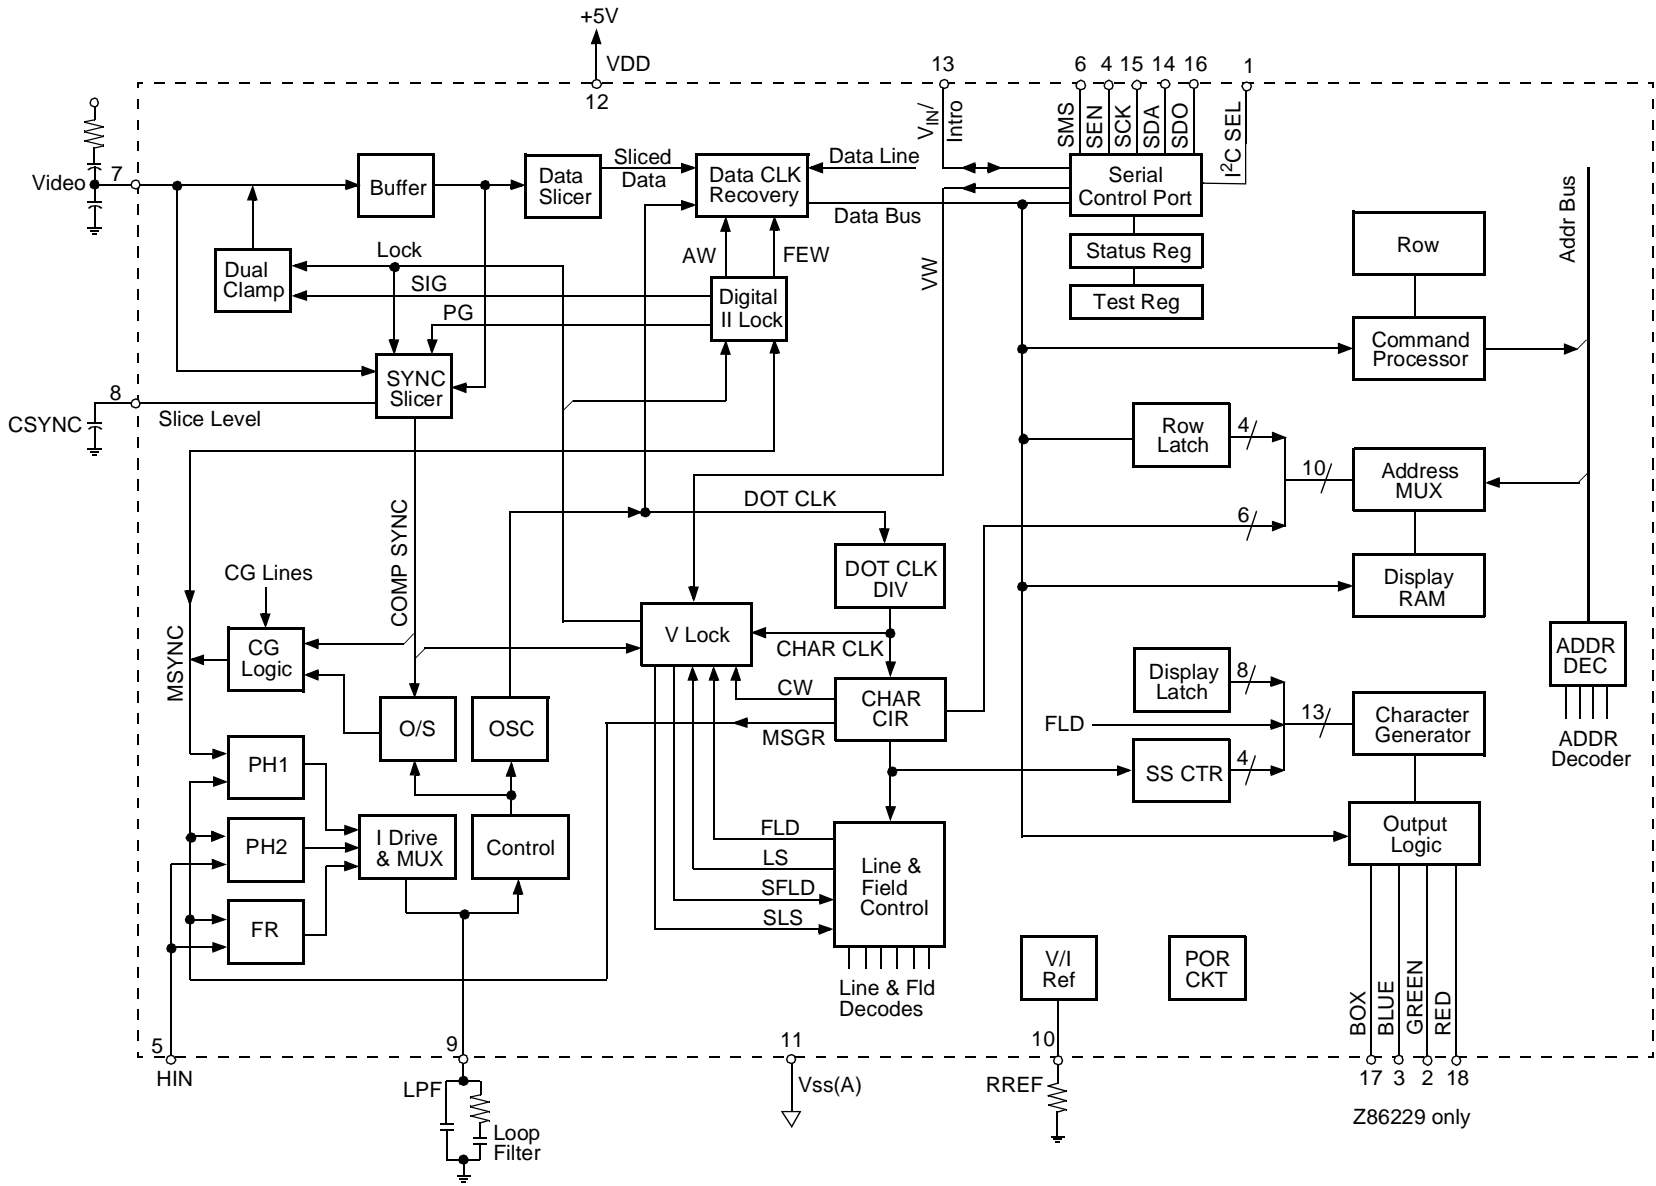 +5V
VDD
12
13
6
4
15
14
16
1
V_IN/
Intro
SMS
SEN
SCK
SDA
SDO
I²C SEL
Video
7
Buffer
Data
Slicer
Sliced
Data
Data CLK
Recovery
Data Line
Data Bus
Serial
Control Port
Status Reg
Test Reg
Addr Bus
Row
Command
Processor
Lock
SIG
PG
Dual
Clamp
AW
FEW
Digital
II Lock
VW
SYNC
Slicer
8
CSYNC
Slice Level
Row
Latch
4
10
6
Address
MUX
DOT CLK
COMP SYNC
DOT CLK
DIV
Display
RAM
CG Lines
CG
Logic
MSYNC
V Lock
CHAR CLK
CW
CHAR
CIR
MSGR
O/S
OSC
Display
Latch
8
FLD
13
SS CTR
4
Character
Generator
ADDR
DEC
ADDR
Decoder
PH1
PH2
FR
I Drive
& MUX
Control
FLD
LS
SFLD
SLS
Line &
Field
Control
Line & Fld
Decodes
Output
Logic
V/I
Ref
POR
CKT
BOX
BLUE
GREEN
RED
5
HIN
9
LPF
Loop
Filter
11
Vss(A)
10
RREF
17
3
2
18
Z86229 only